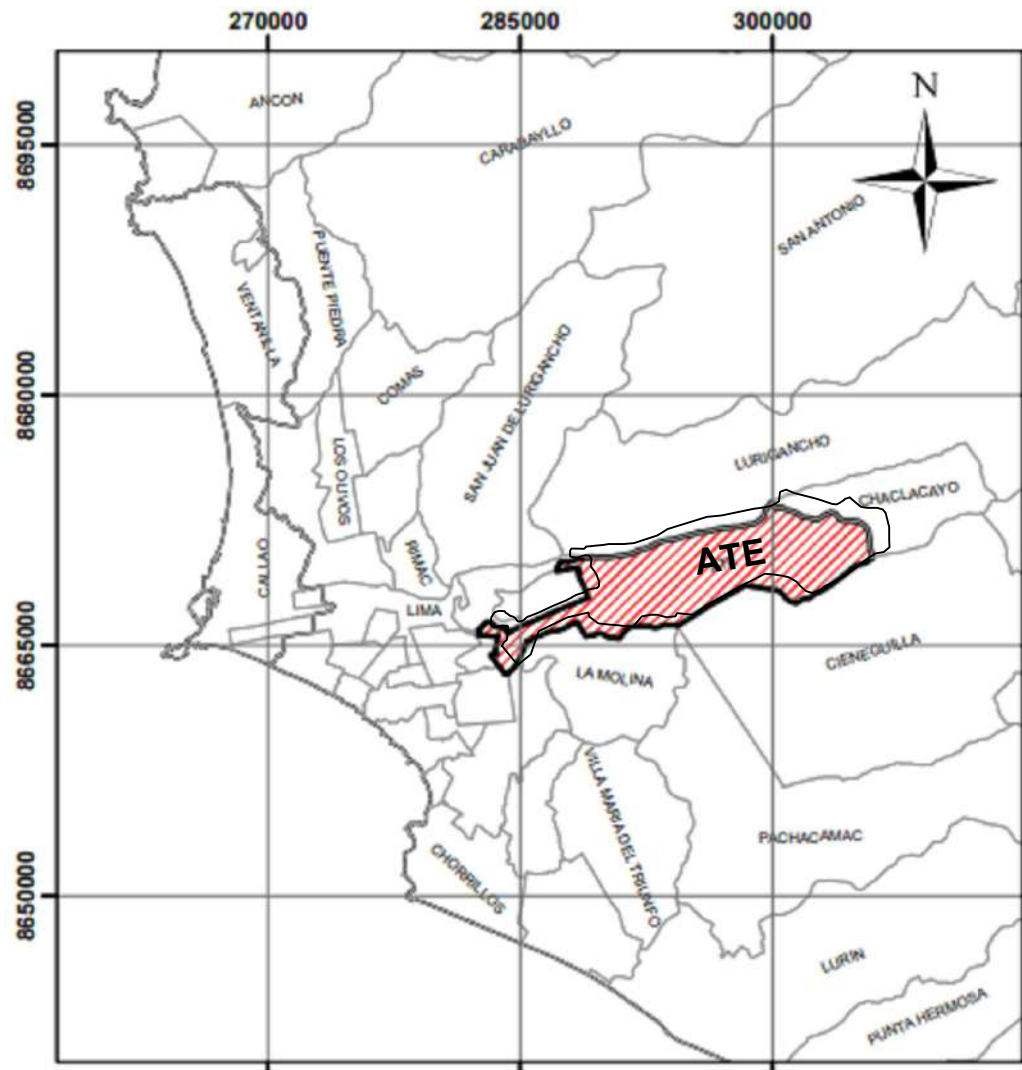 270000 285000 300000
N
8695000
8680000
8665000
8650000
ANCON
CARABAYLLO
SAN ANTONIO
PUENTE PIEDRA
VENTANILLA
COMAS
SAN JUAN DE LURIGANCHO
LOS OLIVOS
LURIGANCHO
CHACLACAYO
RIMAC
CALLAO
ATE
LIMA
CIENEGUILLA
LA MOLINA
VILLA MARIA DEL TRIUNFO
PACHACAMAC
CHORRILLOS
LURIN
PUNTA HERMOSA